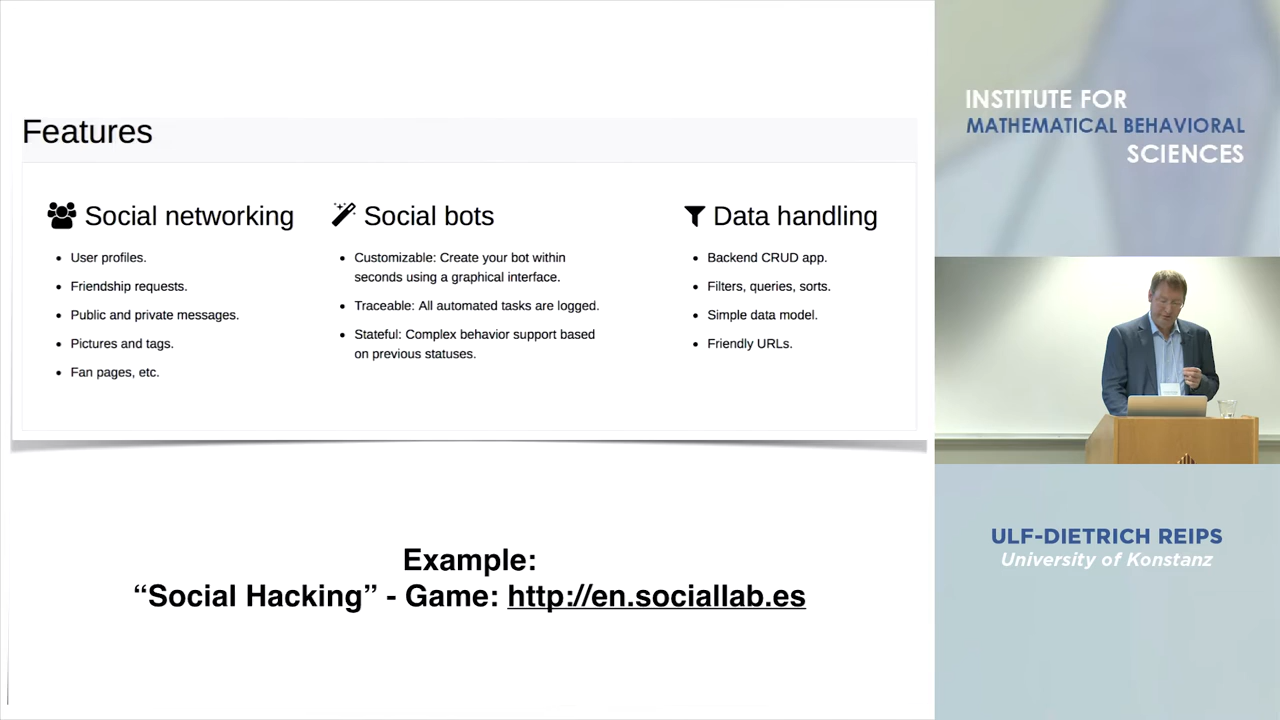 Features
Social networking
User profiles.
Friendship requests.
Public and private messages.
Pictures and tags.
Fan pages, etc.
Social bots
Customizable: Create your bot within
seconds using a graphical interface.
Traceable: All automated tasks are logged.
Stateful: Complex behavior support based
on previous statuses.
Data handling
Backend CRUD app.
Filters, queries, sorts.
Simple data model.
Friendly URLs.
Example:
“Social Hacking” - Game: http://en.sociallab.es
INSTITUTE FOR
MATHEMATICAL BEHAVIORAL
SCIENCES
ULF-DIETRICH REIPS
University of Konstanz